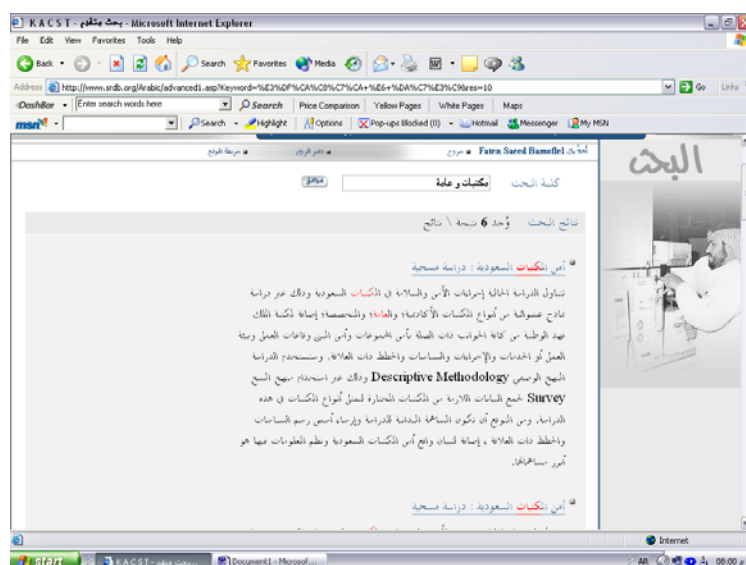 K A C S T - بحث متقدم - Microsoft Internet Explorer
File Edit View Favorites Tools Help
Back Search Favorites Media
Address http://www.srdb.org/Arabic/advanced1.asp?Keyword=%E3%DF%CA%C8%C7%CA+%E6+%DA%C7%E3%C9&res=10 Go Links
DashBar Enter search words here Search Price Comparison Yellow Pages White Pages Maps
msn Search Highlight Options Pop-ups Blocked (0) Hotmail Messenger My MSN
Faten Saeed Bamofleh خروج دفتر الزوار خريطة الموقع
البحث
كلمة البحث مكتبات و عامة موافق
نتائج البحث وُجد 6 نتيجة \ نتائج
أمن المكتبات السعودية : دراسة مسحية
تتناول الدراسة الحالية إجراءات الأمن والسلامة في المكتبات السعودية وذلك عبر دراسة
نماذج عشوائية من أنواع المكتبات الأكاديمية؛ والعامة؛ والمتخصصة؛ إضافة لمكتبة الملك
فهد الوطنية من كافة الجوانب ذات الصلة بأمن المجموعات وأمن المبنى وقاعات العمل وبيئة
العمل أو الخدمات والإجراءات والسياسات والخطط ذات العلاقة. وستستخدم الدراسة
المنهج الوصفي Descriptive Methodology وذلك عبر استخدام منهج المسح
Survey لجمع البيانات اللازمة من المكتبات المختارة لتمثل أنواع المكتبات في هذه
الدراسة. ومن المتوقع أن تكون المساهمة المبدئية للدراسة وإرساء أسس رسم السياسات
والخطط ذات العلاقة ، إضافة لبيان واقع أمن المكتبات السعودية ونظم المعلومات فيها هو
أبرز مساهماتها.
أمن المكتبات السعودية : دراسة مسحية
Internet
start K A C S T - بحث متقدم... Document1 - Microsof... AR 08:00